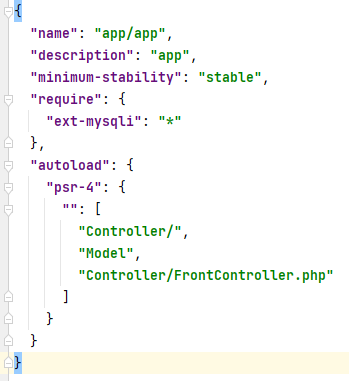 {
  "name": "app/app",
  "description": "app",
  "minimum-stability": "stable",
  "require": {
    "ext-mysqli": "*"
  },
  "autoload": {
    "psr-4": {
      "": [
        "Controller/",
        "Model",
        "Controller/FrontController.php"
      ]
    }
  }
}